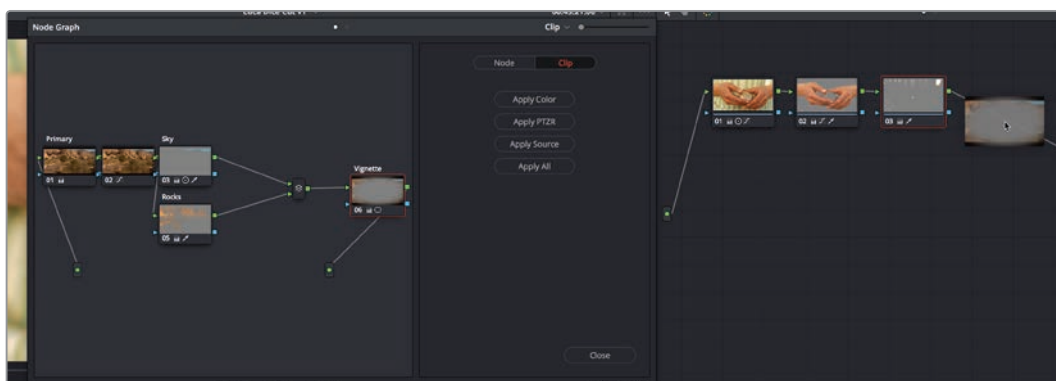 Node Graph
Clip
Node
Clip
Apply Color
Apply PTZR
Apply Source
Apply All
Close
Primary
Sky
01
02
03
Rocks
05
Vignette
06
01
02
03